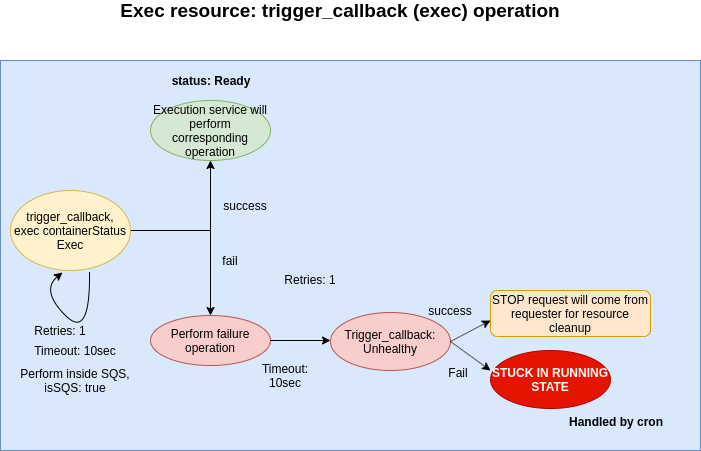 Exec resource: trigger_callback (exec) operation
status: Ready
Execution service will
perform
corresponding
operation
success
trigger_callback,
exec containerStatus
Exec
fail
Retries: 1
Timeout: 10sec
Perform inside SQS,
isSQS: true
Perform failure
operation
Retries: 1
Timeout:
10sec
Trigger_callback:
Unhealthy
success
STOP request will come from
requester for resource
cleanup
Fail
STUCK IN RUNNING
STATE
Handled by cron